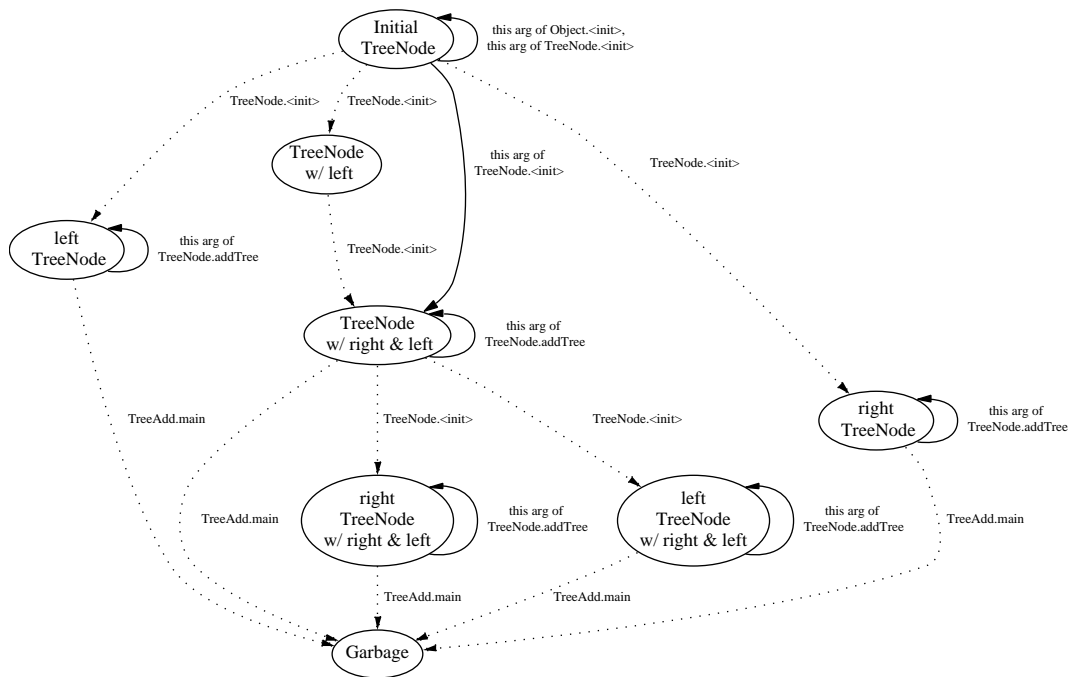 Initial
TreeNode
this arg of Object.<init>,
this arg of TreeNode.<init>
TreeNode.<init>
TreeNode.<init>
TreeNode
w/ left
this arg of
TreeNode.<init>
TreeNode.<init>
left
TreeNode
this arg of
TreeNode.addTree
TreeNode.<init>
TreeNode
w/ right & left
this arg of
TreeNode.addTree
TreeAdd.main
TreeNode.<init>
TreeNode.<init>
right
TreeNode
this arg of
TreeNode.addTree
TreeAdd.main
right
TreeNode
w/ right & left
this arg of
TreeNode.addTree
left
TreeNode
w/ right & left
this arg of
TreeNode.addTree
TreeAdd.main
TreeAdd.main
TreeAdd.main
Garbage